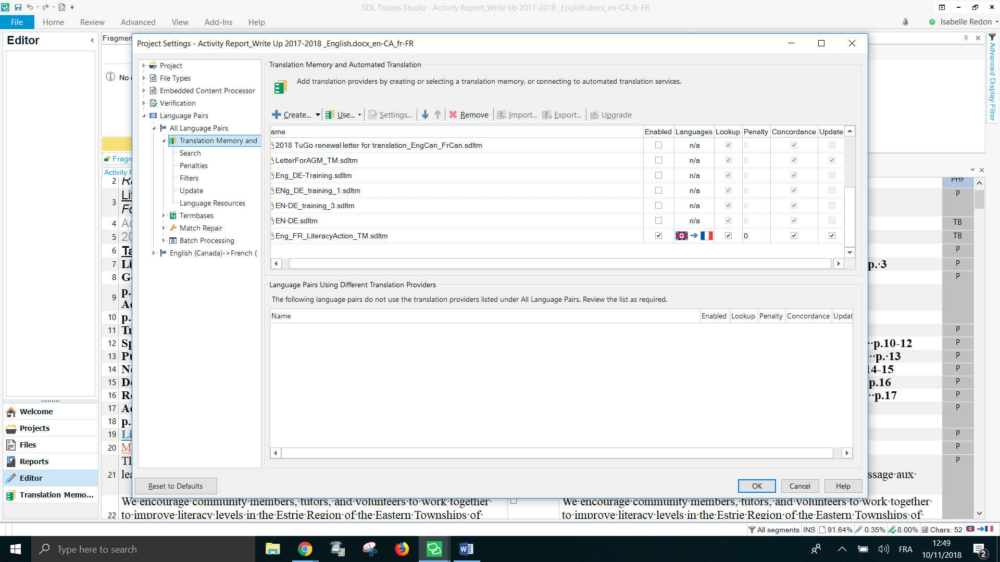 SDL Trados Studio - Activity Report_Write Up 2017-2018 _English.docx_en-CA_fr-FR
File Home Review Advanced View Add-Ins Help
Isabelle Redon
Editor
Fragmen
Project Settings - Activity Report_Write Up 2017-2018 _English.docx_en-CA_fr-FR
Advanced Display Filter
Project
File Types
Embedded Content Processor
Verification
Language Pairs
All Language Pairs
Translation Memory and
Search
Penalties
Filters
Update
Language Resources
Termbases
Match Repair
Batch Processing
English (Canada)->French (
Translation Memory and Automated Translation
Add translation providers by creating or selecting a translation memory, or connecting to automated translation services.
Create... Use... Settings... Remove Import... Export... Upgrade
ame Enabled Languages Lookup Penalty Concordance Update
2018 TuGo renewal letter for translation_EngCan_FrCan.sdltm n/a 0
LetterForAGM_TM.sdltm n/a 0
Eng_DE-Training.sdltm n/a 0
ENg_DE_training_1.sdltm n/a 0
EN-DE_training_3.sdltm n/a 0
EN-DE.sdltm n/a 0
Eng_FR_LiteracyAction_TM.sdltm 0
Language Pairs Using Different Translation Providers
The following language pairs do not use the translation providers listed under All Language Pairs. Review the list as required.
Name Enabled Lookup Penalty Concordance Updat
Reset to Defaults OK Cancel Help
No
Fragm
Activity
2 PHF
3 P
4 TB
5 20 TB
6 P
7 p.·3 P
8 P
9 p.
10 p.
11 P
12 Sp ··p.10-12 P
13 ···p.·13 P
14 14-15 P
15 p.16 P
16 ··p.17 P
17 P
18 p.
19 P
20 P
Th P
21 lea ssage·aux·
We·encourage·community·members,·tutors,·and·volunteers·to·work·together·
22 to·improve·literacy·levels·in·the·Estrie·Region·of·the·Eastern·Townships·of·
We·encourage·community·members,·tutors,·and·volunteers·to·work·together·
to·improve·literacy·levels·in·the·Estrie·Region·of·the·Eastern·Townships·of·
Welcome
Projects
Files
Reports
Editor
Translation Memo...
All segments INS 91.64% 0.35% 8.00% Chars: 52
Type here to search
FRA
12:49
10/11/2018
2